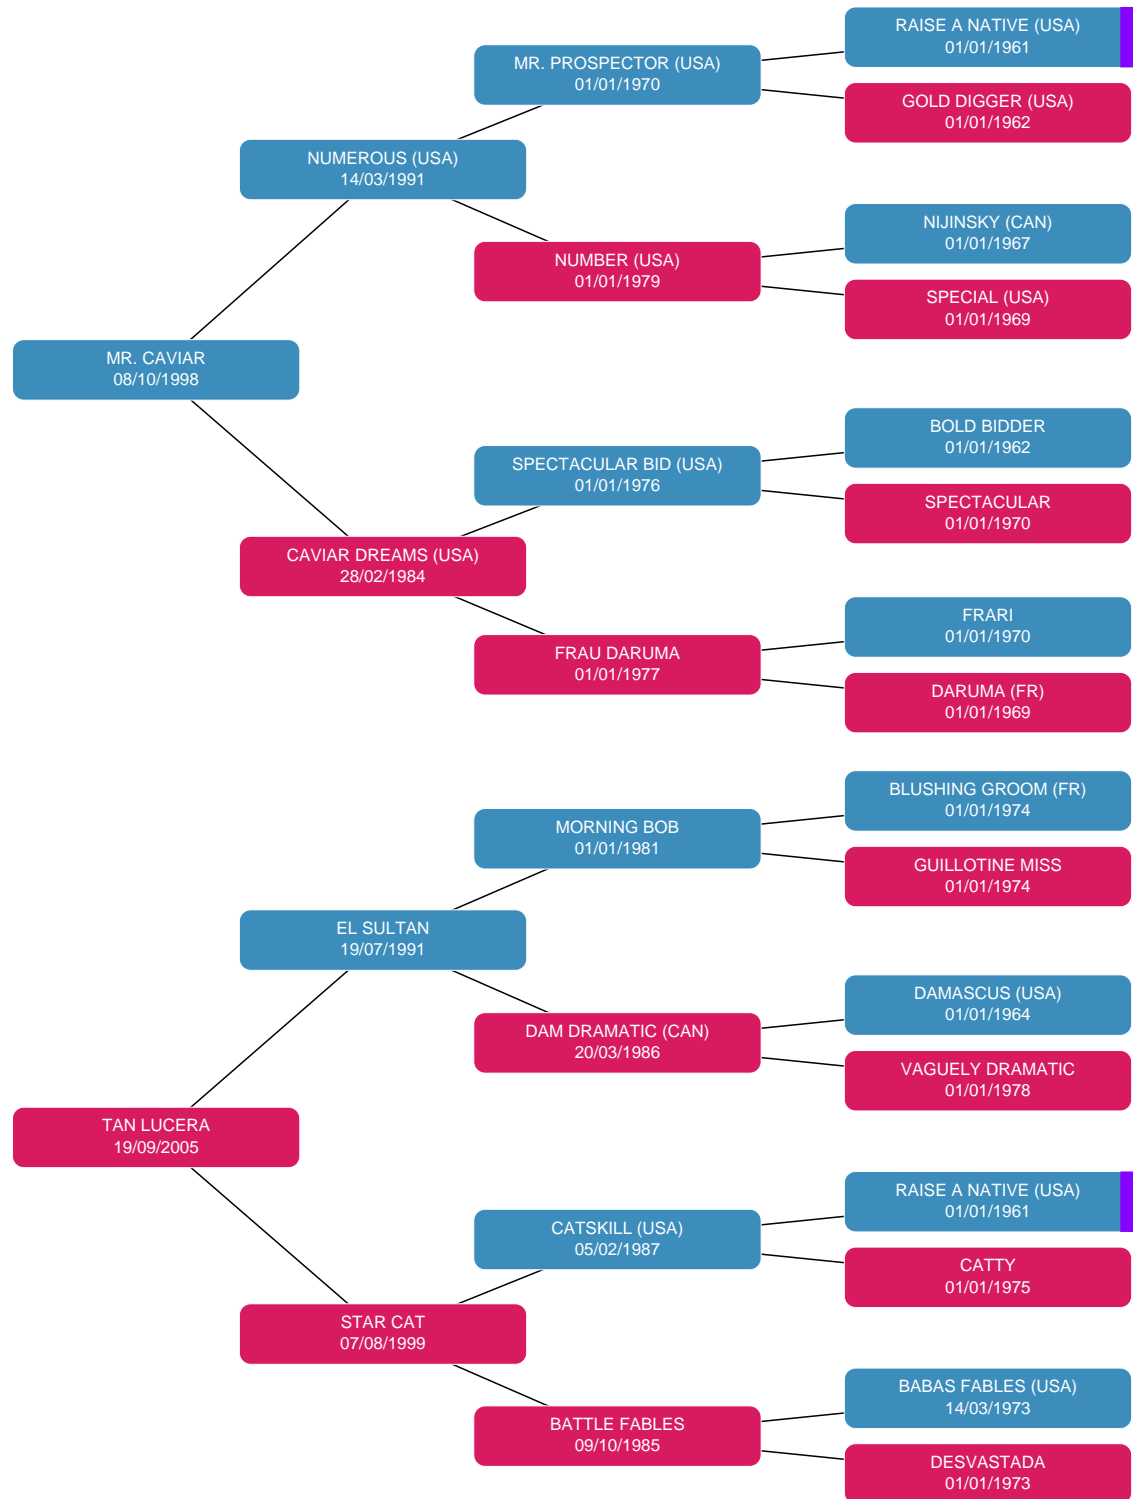 RAISE A NATIVE (USA)
01/01/1961
MR. PROSPECTOR (USA)
01/01/1970
GOLD DIGGER (USA)
01/01/1962
NUMEROUS (USA)
14/03/1991
NIJINSKY (CAN)
01/01/1967
NUMBER (USA)
01/01/1979
SPECIAL (USA)
01/01/1969
MR. CAVIAR
08/10/1998
BOLD BIDDER
01/01/1962
SPECTACULAR BID (USA)
01/01/1976
SPECTACULAR
01/01/1970
CAVIAR DREAMS (USA)
28/02/1984
FRARI
01/01/1970
FRAU DARUMA
01/01/1977
DARUMA (FR)
01/01/1969
BLUSHING GROOM (FR)
01/01/1974
MORNING BOB
01/01/1981
GUILLOTINE MISS
01/01/1974
EL SULTAN
19/07/1991
DAMASCUS (USA)
01/01/1964
DAM DRAMATIC (CAN)
20/03/1986
VAGUELY DRAMATIC
01/01/1978
TAN LUCERA
19/09/2005
RAISE A NATIVE (USA)
01/01/1961
CATSKILL (USA)
05/02/1987
CATTY
01/01/1975
STAR CAT
07/08/1999
BABAS FABLES (USA)
14/03/1973
BATTLE FABLES
09/10/1985
DESVASTADA
01/01/1973